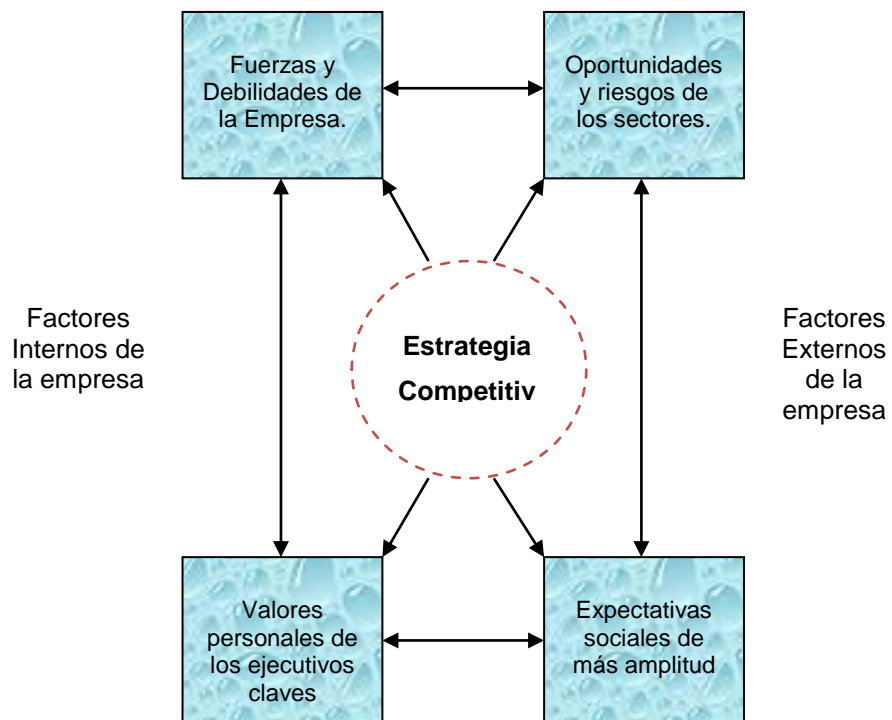 Fuerzas y
Debilidades de
la Empresa.
Oportunidades
y riesgos de
los sectores.
Factores
Internos de
la empresa
Estrategia
Competitiv
Factores
Externos
de la
empresa
Valores
personales de
los ejecutivos
claves
Expectativas
sociales de
más amplitud